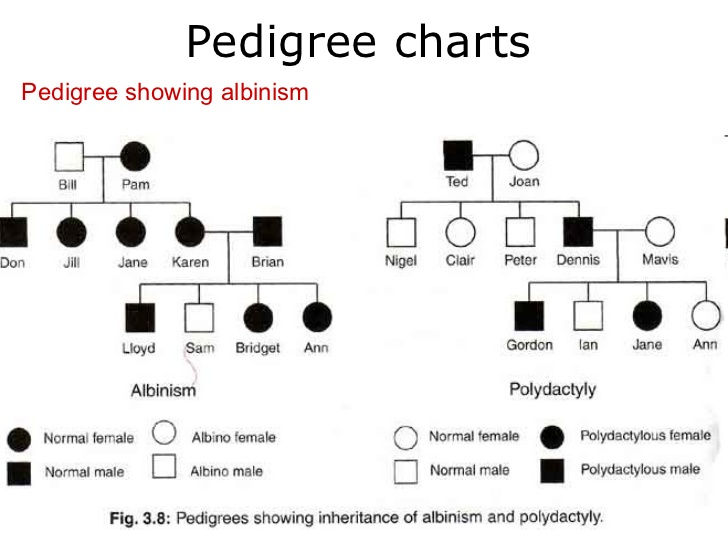 Pedigree charts
Pedigree showing albinism
Bill Pam
Don Jill Jane Karen Brian
Lloyd Sam Bridget Ann
Albinism
Normal female Albino female
Normal male Albino male
Ted Joan
Nigel Clair Peter Dennis Mavis
Gordon Ian Jane Ann
Polydactyly
Normal female Polydactylous female
Normal male Polydactylous male
Fig. 3.8: Pedigrees showing inheritance of albinism and polydactyly.